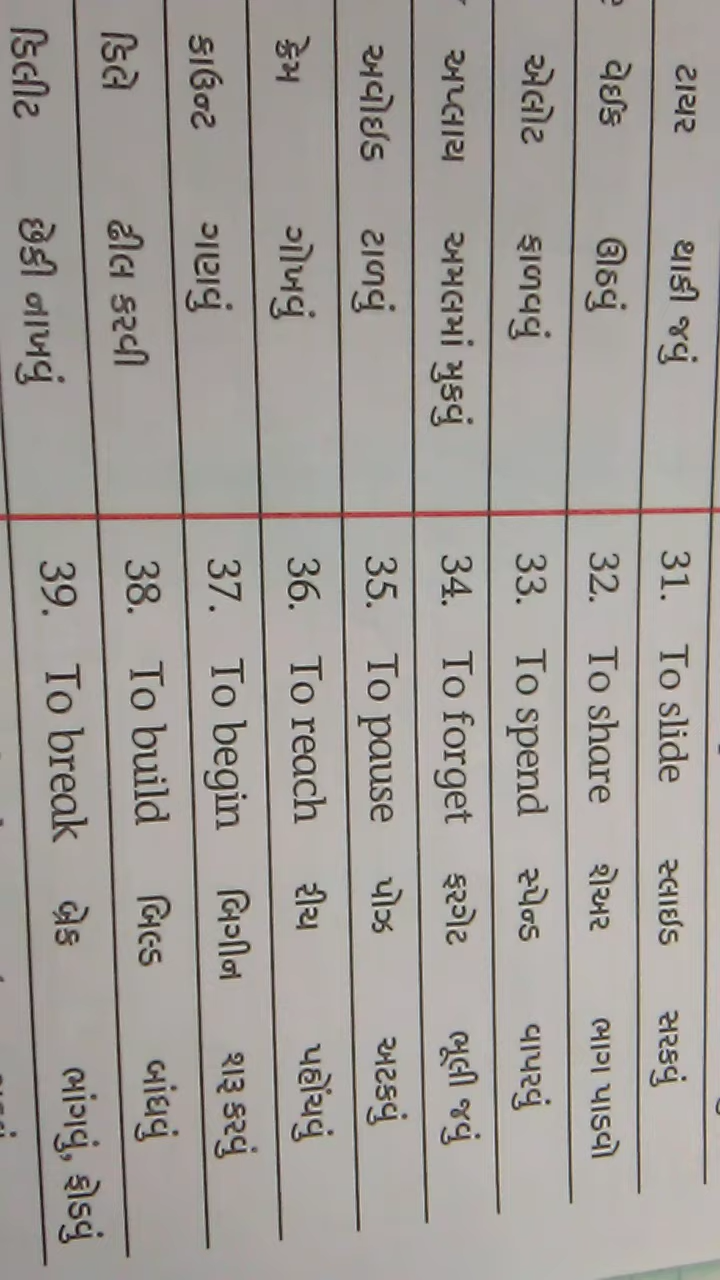 ટાયર થાકી જવું 31. To slide સ્લાઇડ સરકવું
વેઇક ઊઠવું 32. To share શેઅર ભાગ પાડવો
એલોટ ફાળવવું 33. To spend સ્પેન્ડ વાપરવું
અપ્લાય અમલમાં મુકવું 34. To forget ફરગેટ ભૂલી જવું
અવોઇડ ટાળવું 35. To pause પોઝ અટકવું
કેમ ગોખવું 36. To reach રીચ પહોંચવું
કાઉન્ટ ગણવું 37. To begin બિગીન શરૂ કરવું
ડિલે ઢીલ કરવી 38. To build બિલ્ડ બાંધવું
ડિલીટ છેકી નાખવું 39. To break બ્રેક ભાંગવું, ફોડવું